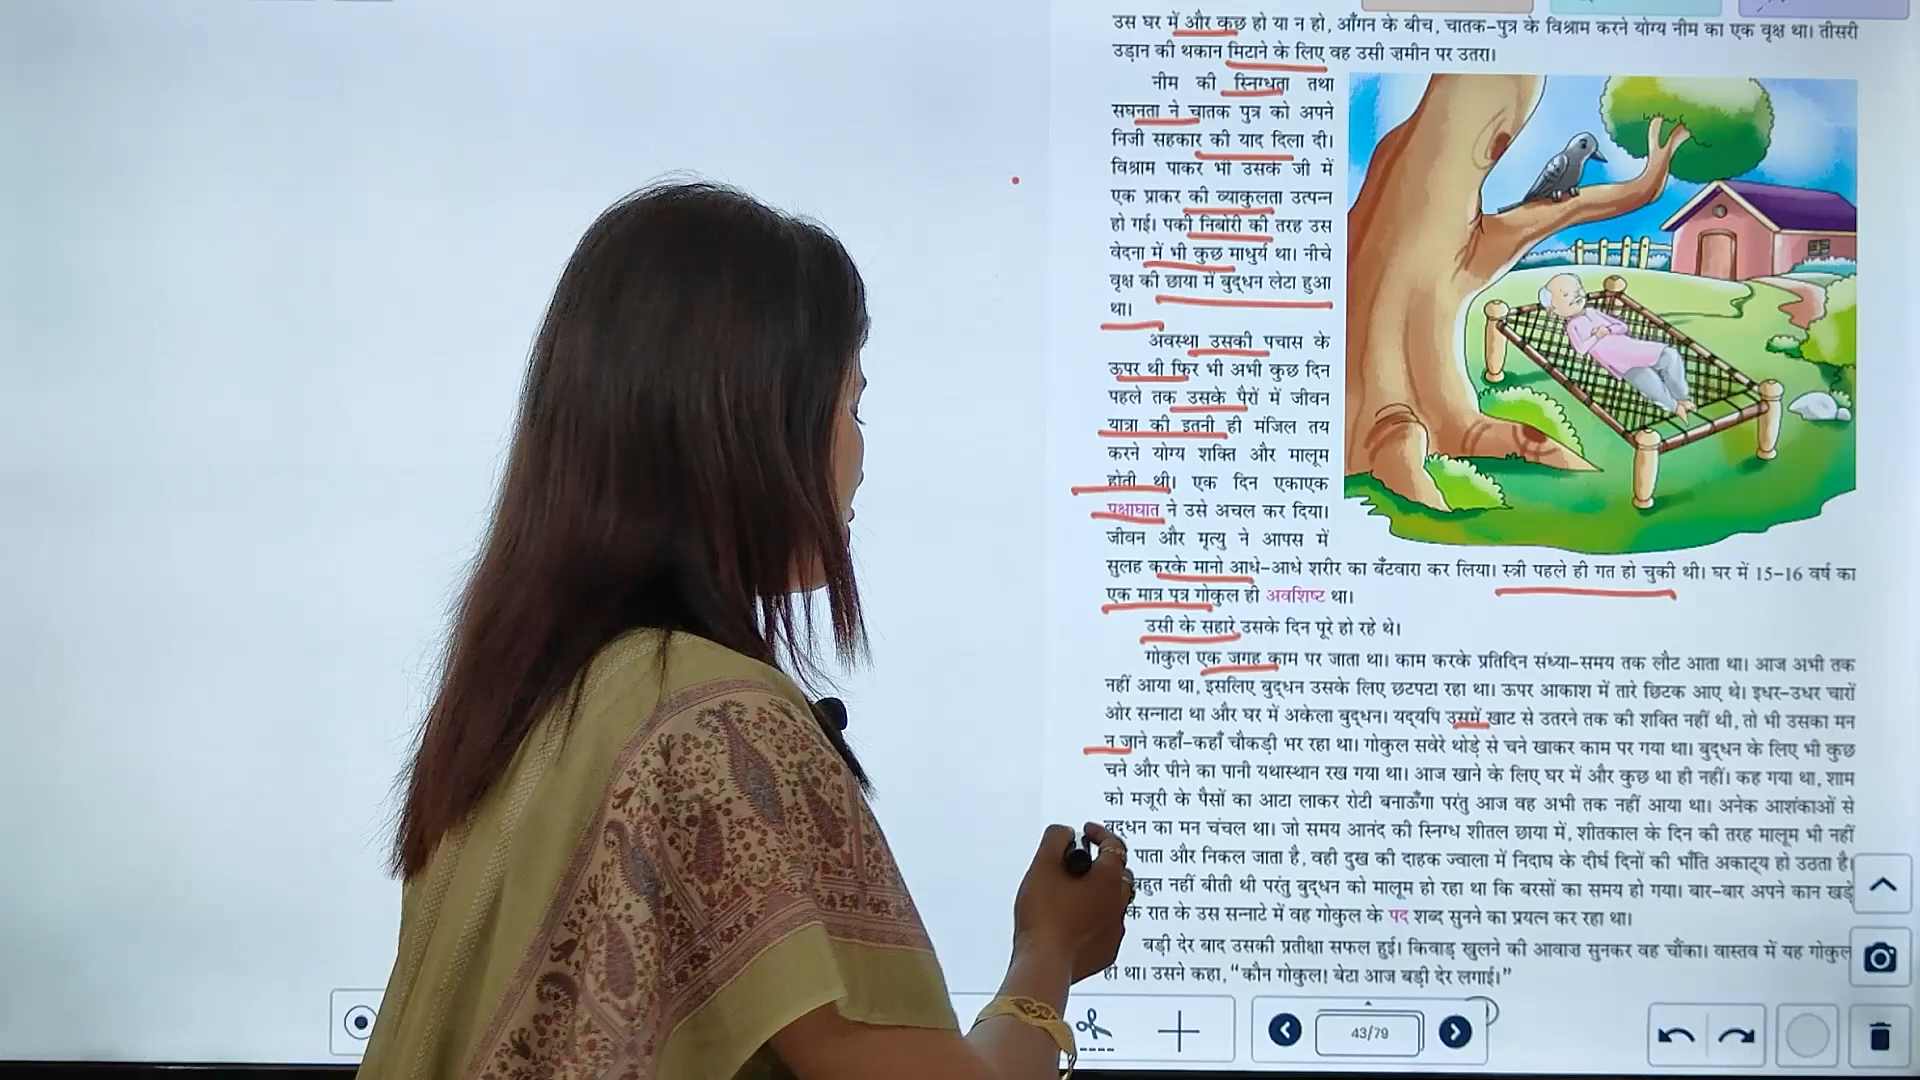 उस घर में और कुछ हो या न हो, आँगन के बीच, चातक-पुत्र के विश्राम करने योग्य नीम का एक वृक्ष था। तीसरी
उड़ान की थकान मिटाने के लिए वह उसी ज़मीन पर उतरा।
नीम की स्निग्धता तथा
सघनता ने चातक पुत्र को अपने
निजी सहकार की याद दिला दी।
विश्राम पाकर भी उसके जी में
एक प्राकर की व्याकुलता उत्पन्न
हो गई। पकी निबोरी की तरह उस
वेदना में भी कुछ माधुर्य था। नीचे
वृक्ष की छाया में बुद्धन लेटा हुआ
था।
अवस्था उसकी पचास के
ऊपर थी फिर भी अभी कुछ दिन
पहले तक उसके पैरों में जीवन
यात्रा की इतनी ही मंजिल तय
करने योग्य शक्ति और मालूम
होती थी। एक दिन एकाएक
पक्षाघात ने उसे अचल कर दिया।
जीवन और मृत्यु ने आपस में
सुलह करके मानो आधे-आधे शरीर का बँटवारा कर लिया। स्त्री पहले ही गत हो चुकी थी। घर में 15-16 वर्ष का
एक मात्र पुत्र गोकुल ही अवशिष्ट था।
उसी के सहारे उसके दिन पूरे हो रहे थे।
गोकुल एक जगह काम पर जाता था। काम करके प्रतिदिन संध्या-समय तक लौट आता था। आज अभी तक
नहीं आया था, इसलिए बुद्धन उसके लिए छटपटा रहा था। ऊपर आकाश में तारे छिटक आए थे। इधर-उधर चारों
ओर सन्नाटा था और घर में अकेला बुद्धन। यद्यपि उसमें खाट से उतरने तक की शक्ति नहीं थी, तो भी उसका मन
न जाने कहाँ-कहाँ चौकड़ी भर रहा था। गोकुल सवेरे थोड़े से चने खाकर काम पर गया था। बुद्धन के लिए भी कुछ
चने और पीने का पानी यथास्थान रख गया था। आज खाने के लिए घर में और कुछ था ही नहीं। कह गया था, शाम
को मजूरी के पैसों का आटा लाकर रोटी बनाऊँगा परंतु आज वह अभी तक नहीं आया था। अनेक आशंकाओं से
बुद्धन का मन चंचल था। जो समय आनंद की स्निग्ध शीतल छाया में, शीतकाल के दिन की तरह मालूम भी नहीं
पाता और निकल जाता है, वही दुख की दाहक ज्वाला में निदाघ के दीर्घ दिनों की भाँति अकाट्य हो उठता है।
बहुत नहीं बीती थी परंतु बुद्धन को मालूम हो रहा था कि बरसों का समय हो गया। बार-बार अपने कान खड़े
के रात के उस सन्नाटे में वह गोकुल के पद शब्द सुनने का प्रयत्न कर रहा था।
बड़ी देर बाद उसकी प्रतीक्षा सफल हुई। किवाड़ खुलने की आवाज़ सुनकर वह चौंका। वास्तव में यह गोकुल
ही था। उसने कहा, “कौन गोकुल! बेटा आज बड़ी देर लगाई।”
43/79